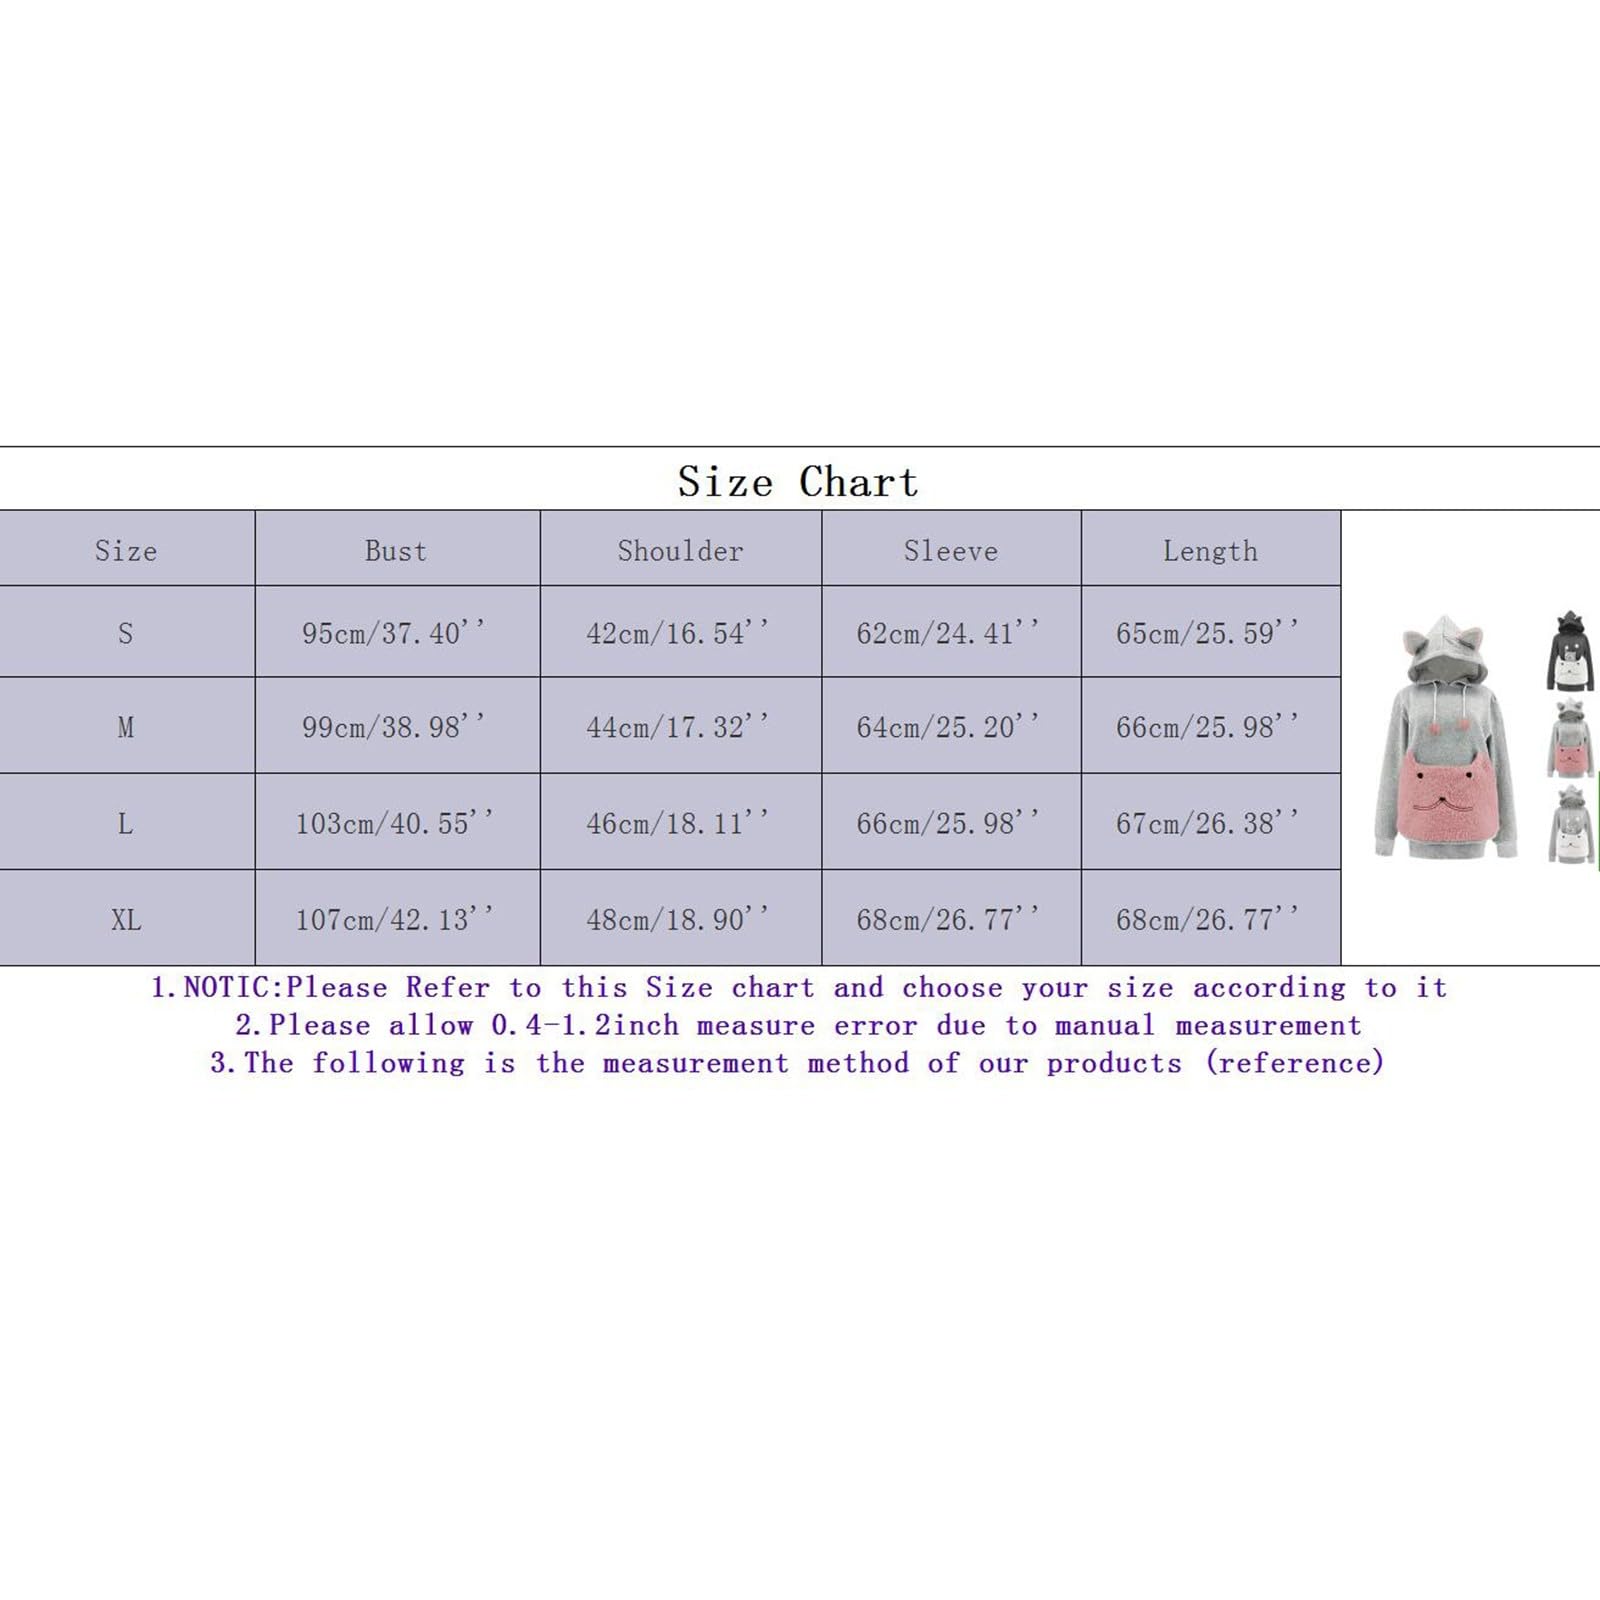 Size Chart
Size Bust Shoulder Sleeve Length
S 95cm/37.40'' 42cm/16.54'' 62cm/24.41'' 65cm/25.59''
M 99cm/38.98'' 44cm/17.32'' 64cm/25.20'' 66cm/25.98''
L 103cm/40.55'' 46cm/18.11'' 66cm/25.98'' 67cm/26.38''
XL 107cm/42.13'' 48cm/18.90'' 68cm/26.77'' 68cm/26.77''
1.NOTIC:Please Refer to this Size chart and choose your size according to it
2.Please allow 0.4-1.2inch measure error due to manual measurement
3.The following is the measurement method of our products (reference)